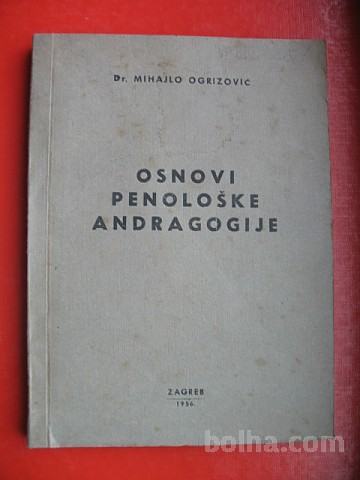 Dr. MIHAJLO OGRIZOVIĆ
OSNOVI
PENOLOŠKE
ANDRAGOGIJE
ZAGREB
1956.
bolha.com